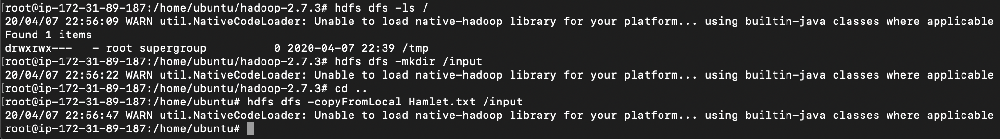 [root@ip-172-31-89-187:/home/ubuntu/hadoop-2.7.3# hdfs dfs -ls /
20/04/07 22:56:09 WARN util.NativeCodeLoader: Unable to load native-hadoop library for your platform... using builtin-java classes where applicable
Found 1 items
drwxrwx---   - root supergroup          0 2020-04-07 22:39 /tmp
[root@ip-172-31-89-187:/home/ubuntu/hadoop-2.7.3# hdfs dfs -mkdir /input
20/04/07 22:56:22 WARN util.NativeCodeLoader: Unable to load native-hadoop library for your platform... using builtin-java classes where applicable
[root@ip-172-31-89-187:/home/ubuntu/hadoop-2.7.3# cd ..
[root@ip-172-31-89-187:/home/ubuntu# hdfs dfs -copyFromLocal Hamlet.txt /input
20/04/07 22:56:47 WARN util.NativeCodeLoader: Unable to load native-hadoop library for your platform... using builtin-java classes where applicable
root@ip-172-31-89-187:/home/ubuntu#